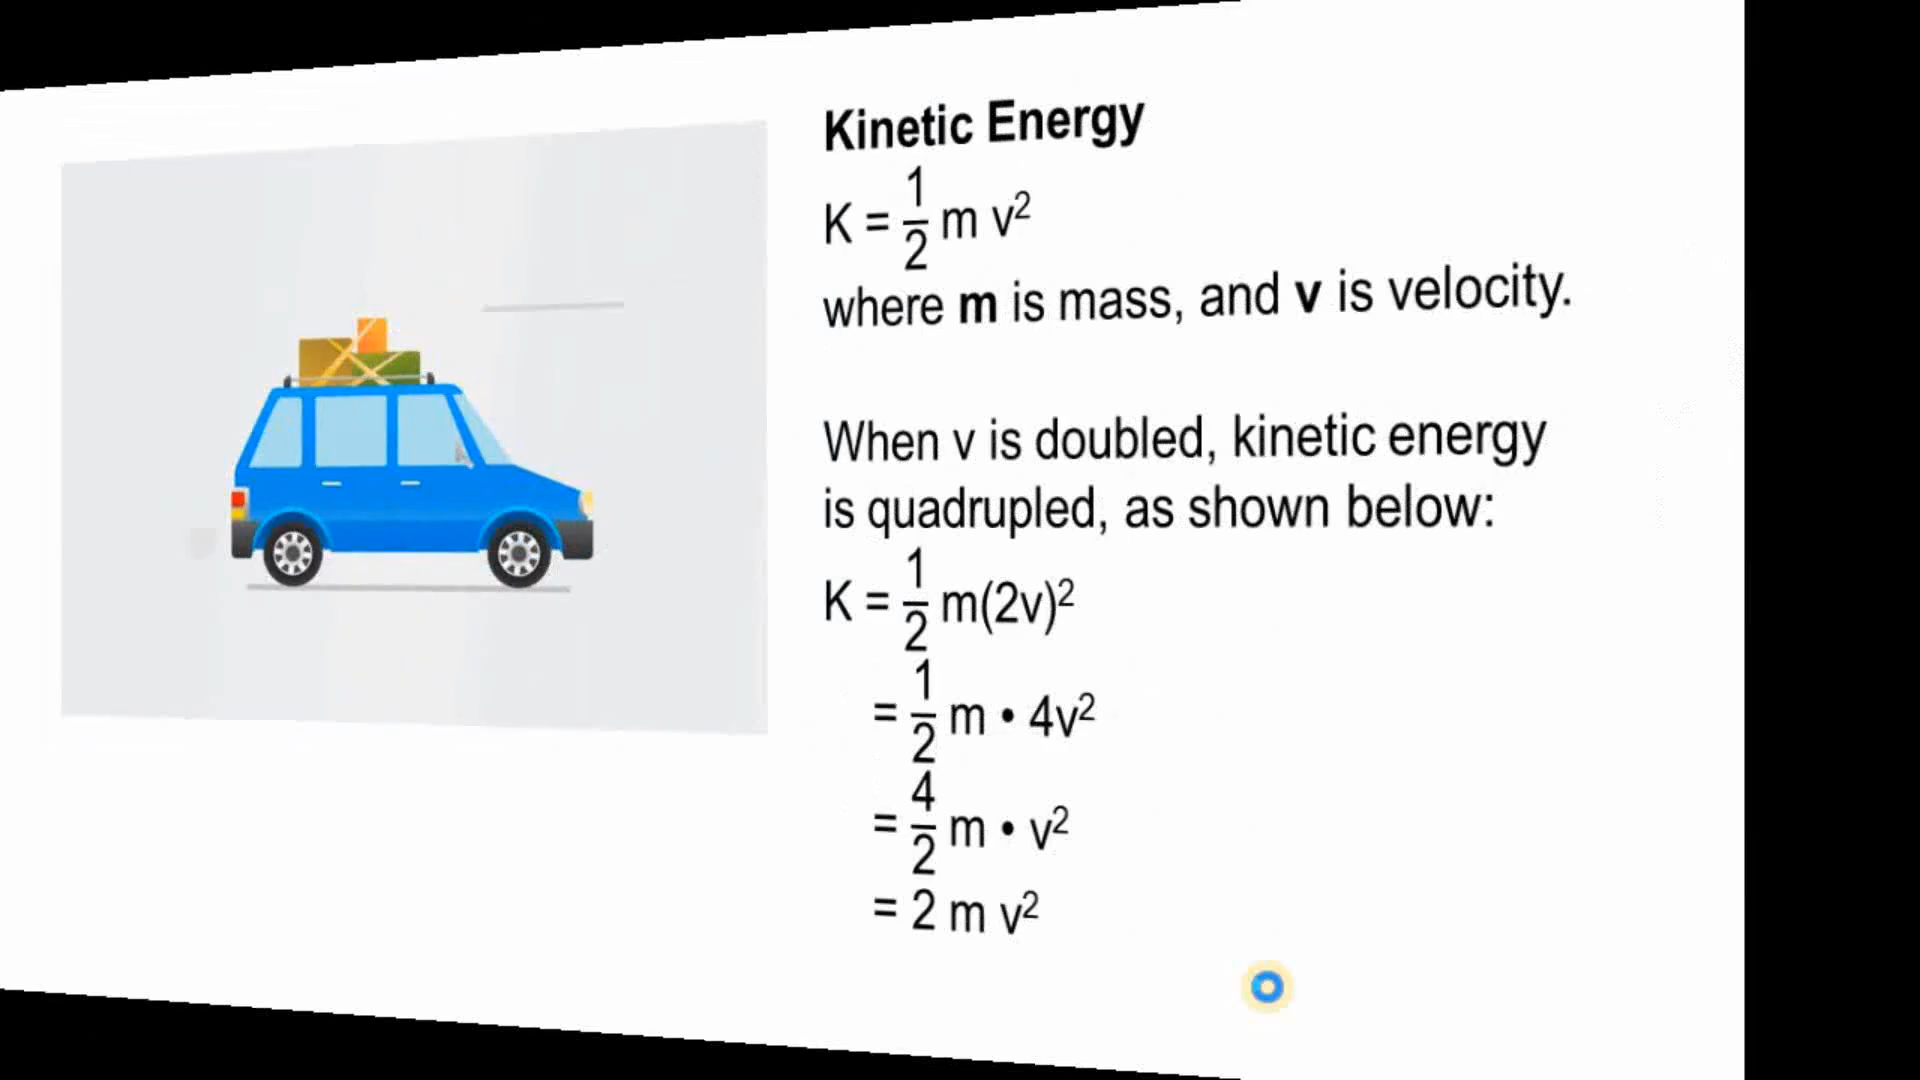 Kinetic Energy
K = 1/2 m v²
where m is mass, and v is velocity.
When v is doubled, kinetic energy
is quadrupled, as shown below:
K = 1/2 m(2v)²
= 1/2 m • 4v²
= 4/2 m • v²
= 2 m v²